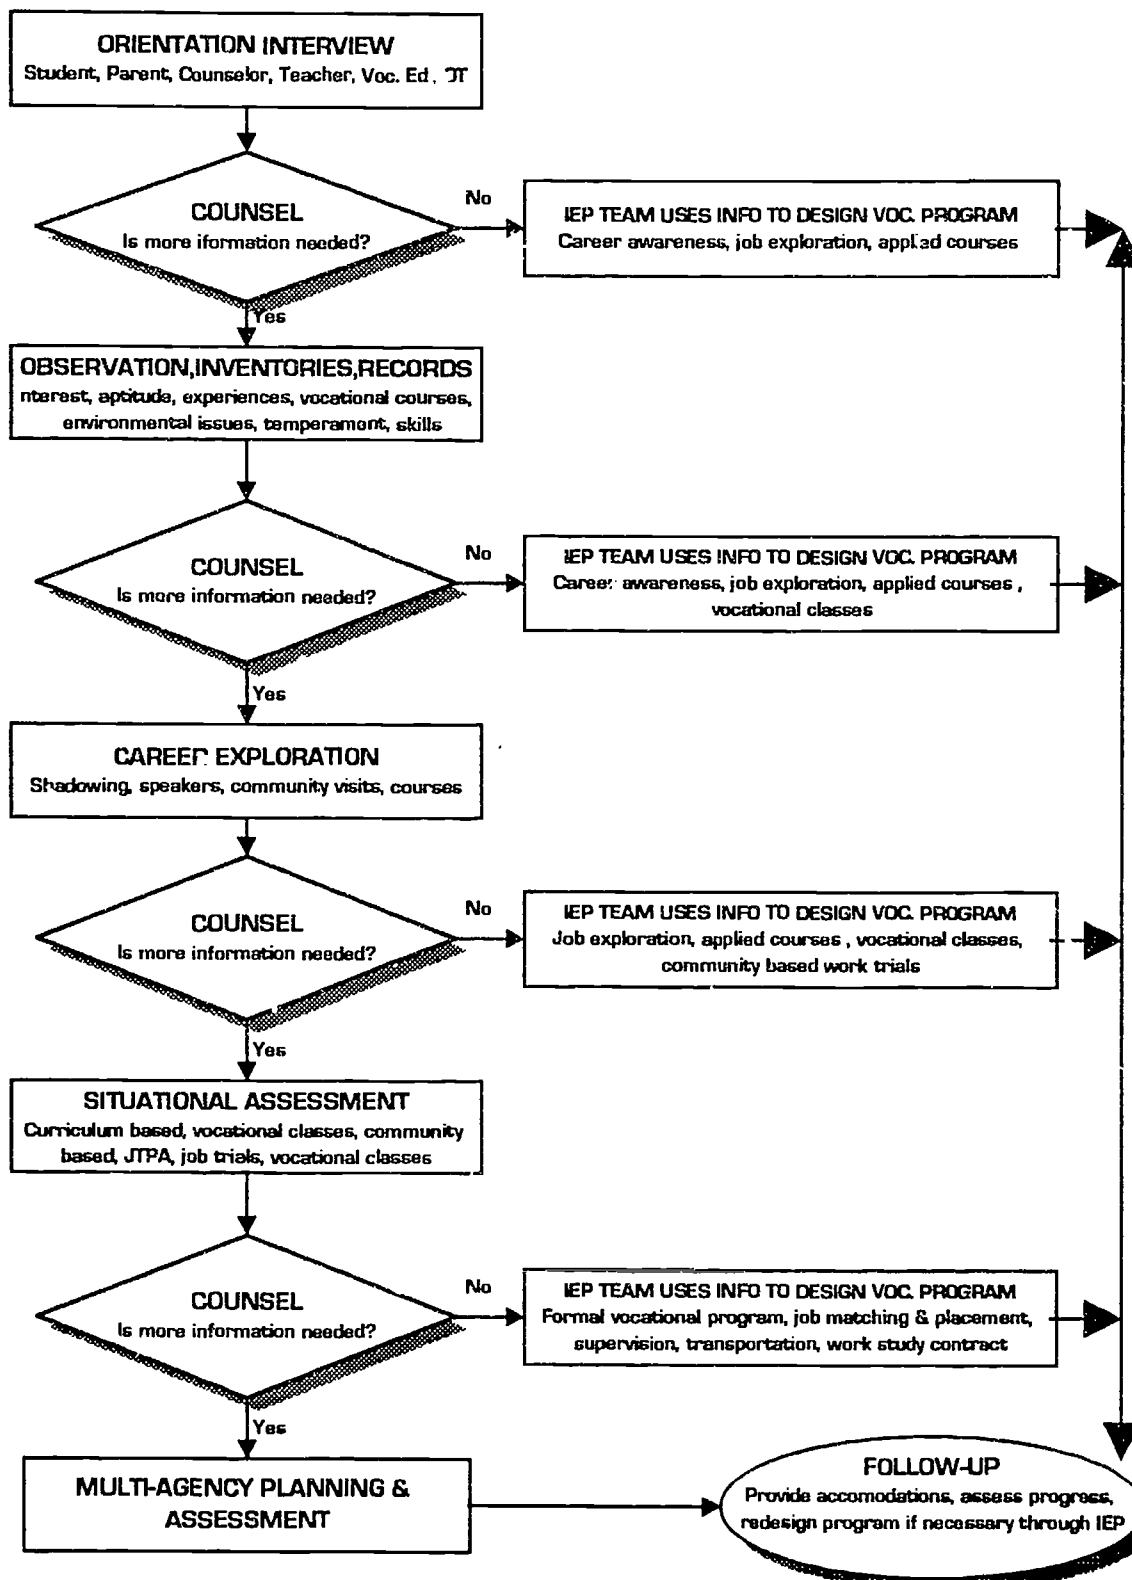 ORIENTATION INTERVIEW
Student, Parent, Counselor, Teacher, Voc. Ed,
COUNSEL
Is more iformation needed?
No
IEP TEAM USES INFO TO DESIGN VOC. PROGRAM
Career awareness, job exploration, applied courses
Yes
OBSERVATION,INVENTORIES,RECORDS
nterest, aptitude, experiences, vocational courses,
environmental issues, temperament, skills
COUNSEL
Is more information needed?
No
IEP TEAM USES INFO TO DESIGN VOC. PROGRAM
Career awareness, job exploration, applied courses ,
vocational classes
Yes
CAREER EXPLORATION
Shadowing, speakers, community visits, courses
COUNSEL
Is more information needed?
No
IEP TEAM USES INFO TO DESIGN VOC. PROGRAM
Job exploration, applied courses , vocational classes,
community based work trials
Yes
SITUATIONAL ASSESSMENT
Curriculum based, vocational classes, community
based, JTPA, job trials, vocational classes
COUNSEL
Is more information needed?
No
IEP TEAM USES INFO TO DESIGN VOC. PROGRAM
Formal vocational program, job matching & placement,
supervision, transportation, work study contract
Yes
MULTI-AGENCY PLANNING &
ASSESSMENT
FOLLOW-UP
Provide accomodations, assess progress,
redesign program if necessary through IEP